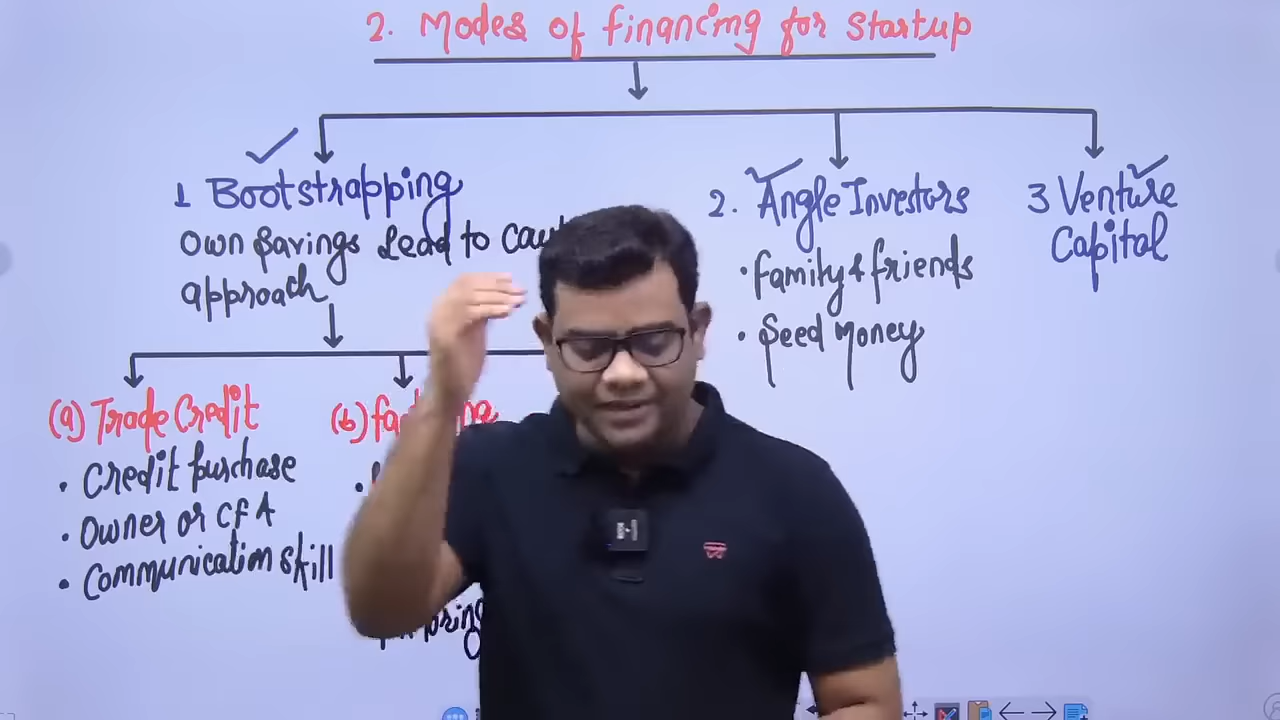 2. Modes of financing for Startup
1 Bootstrapping
Own Savings Lead to
approach
2. Angle Investors
• family & friends
• Seed Money
3 Venture
Capital
(a) Trade Credit
• Credit purchase
• Owner or CFA
• Communication skill
(b)